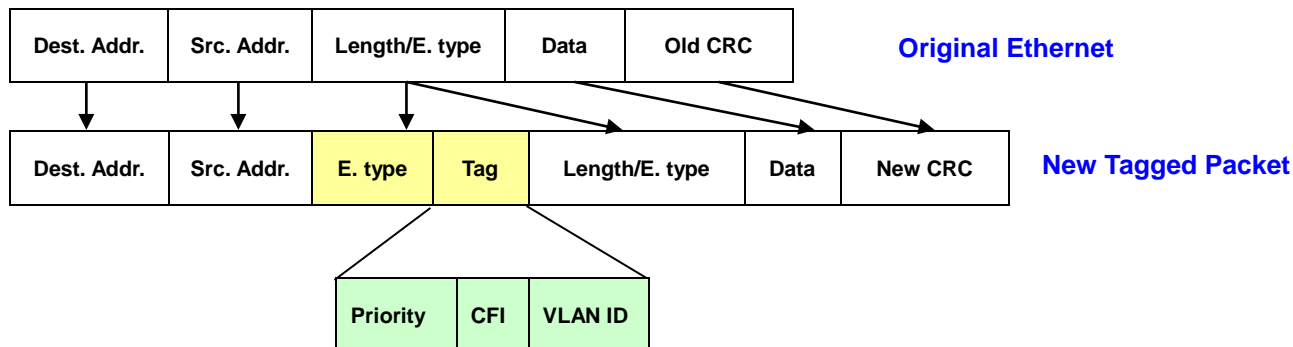 Dest. Addr. Src. Addr. Length/E. type Data Old CRC Original Ethernet
Dest. Addr. Src. Addr. E. type Tag Length/E. type Data New CRC New Tagged Packet
Priority CFI VLAN ID